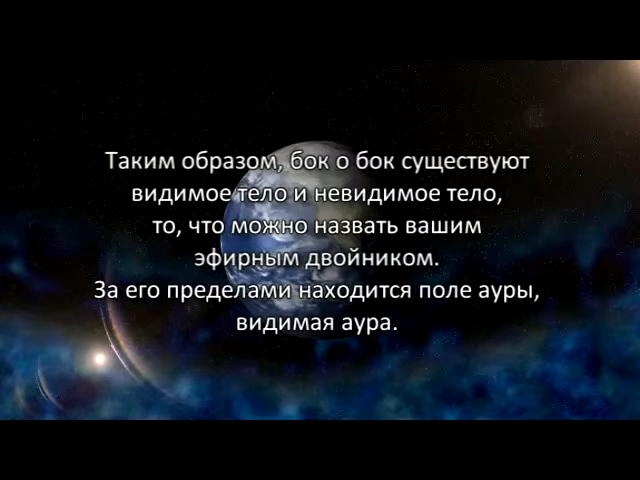 Таким образом, бок о бок существуют
видимое тело и невидимое тело,
то, что можно назвать вашим
эфирным двойником.
За его пределами находится поле ауры,
видимая аура.